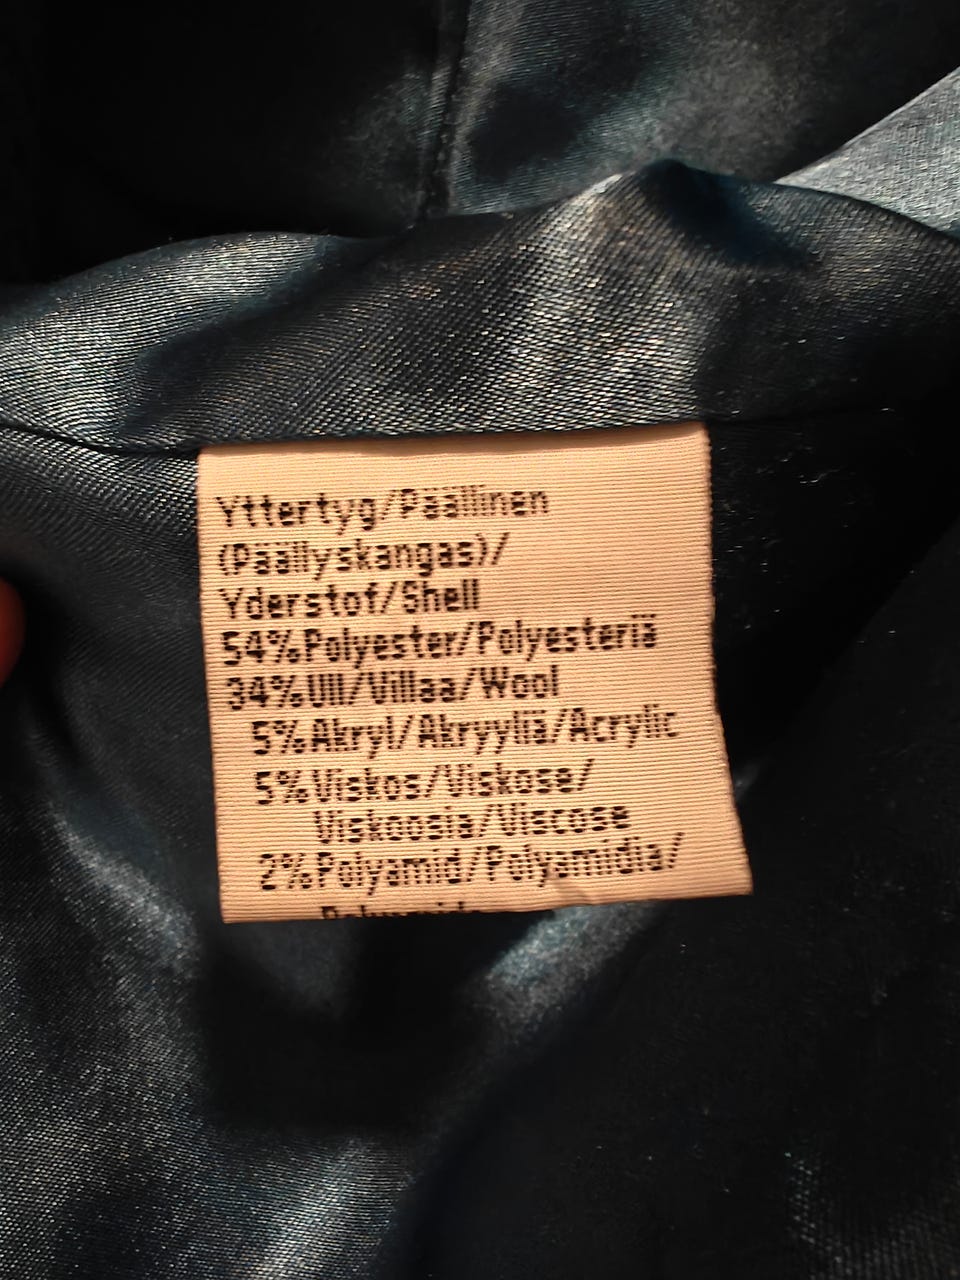 Yttertyg/Päällinen
(Päällyskangas)/
Yderstof/Shell
54%Polyester/Polyesteriä
34%Ull/Villaa/Wool
5%Akryl/Akryyliä/Acrylic
5%Viskos/Viskose/
Viskoosia/Viscose
2%Polyamid/Polyamidia/